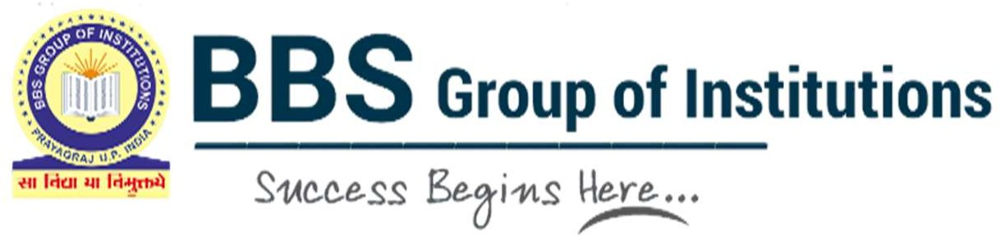 BBS GROUP OF INSTITUTIONS
PRAYAGRAJ U.P. INDIA
सा विद्या या विमुक्तये
BBS Group of Institutions
Success Begins Here...